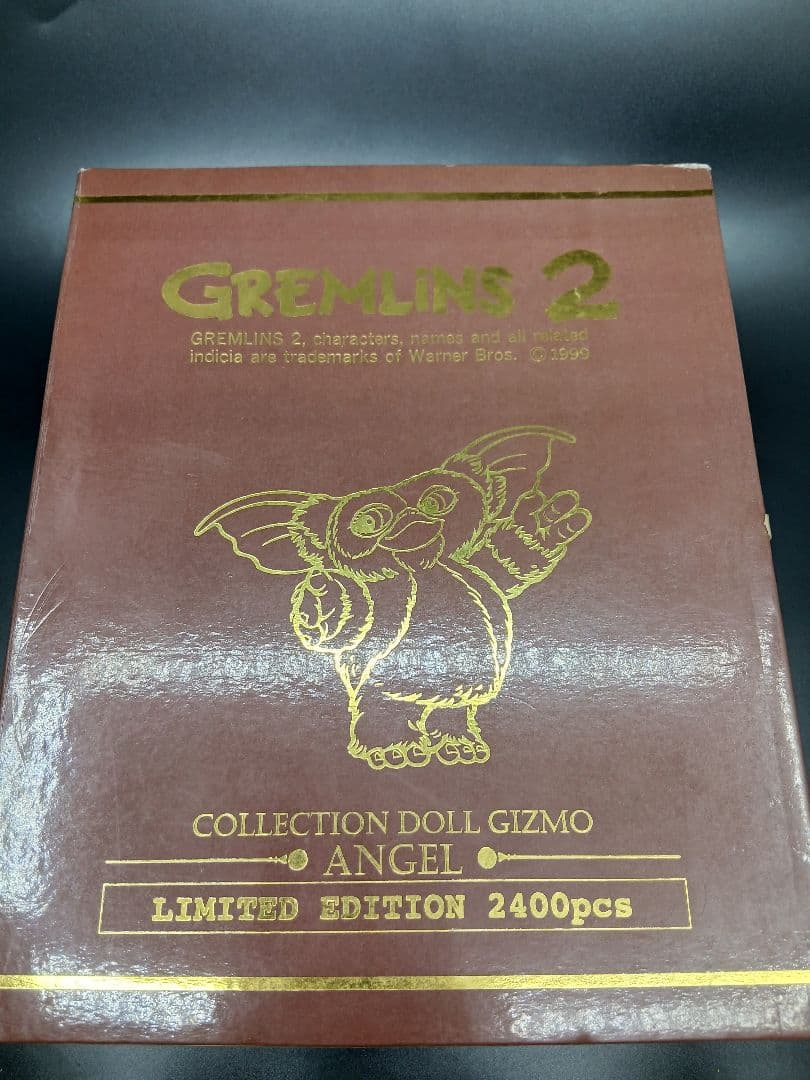 GREMLiNS 2
GREMLINS 2, characters, names and all related
indicia are trademarks of Warner Bros. © 1999
COLLECTION DOLL GIZMO
ANGEL
LIMITED EDITION 2400pcs